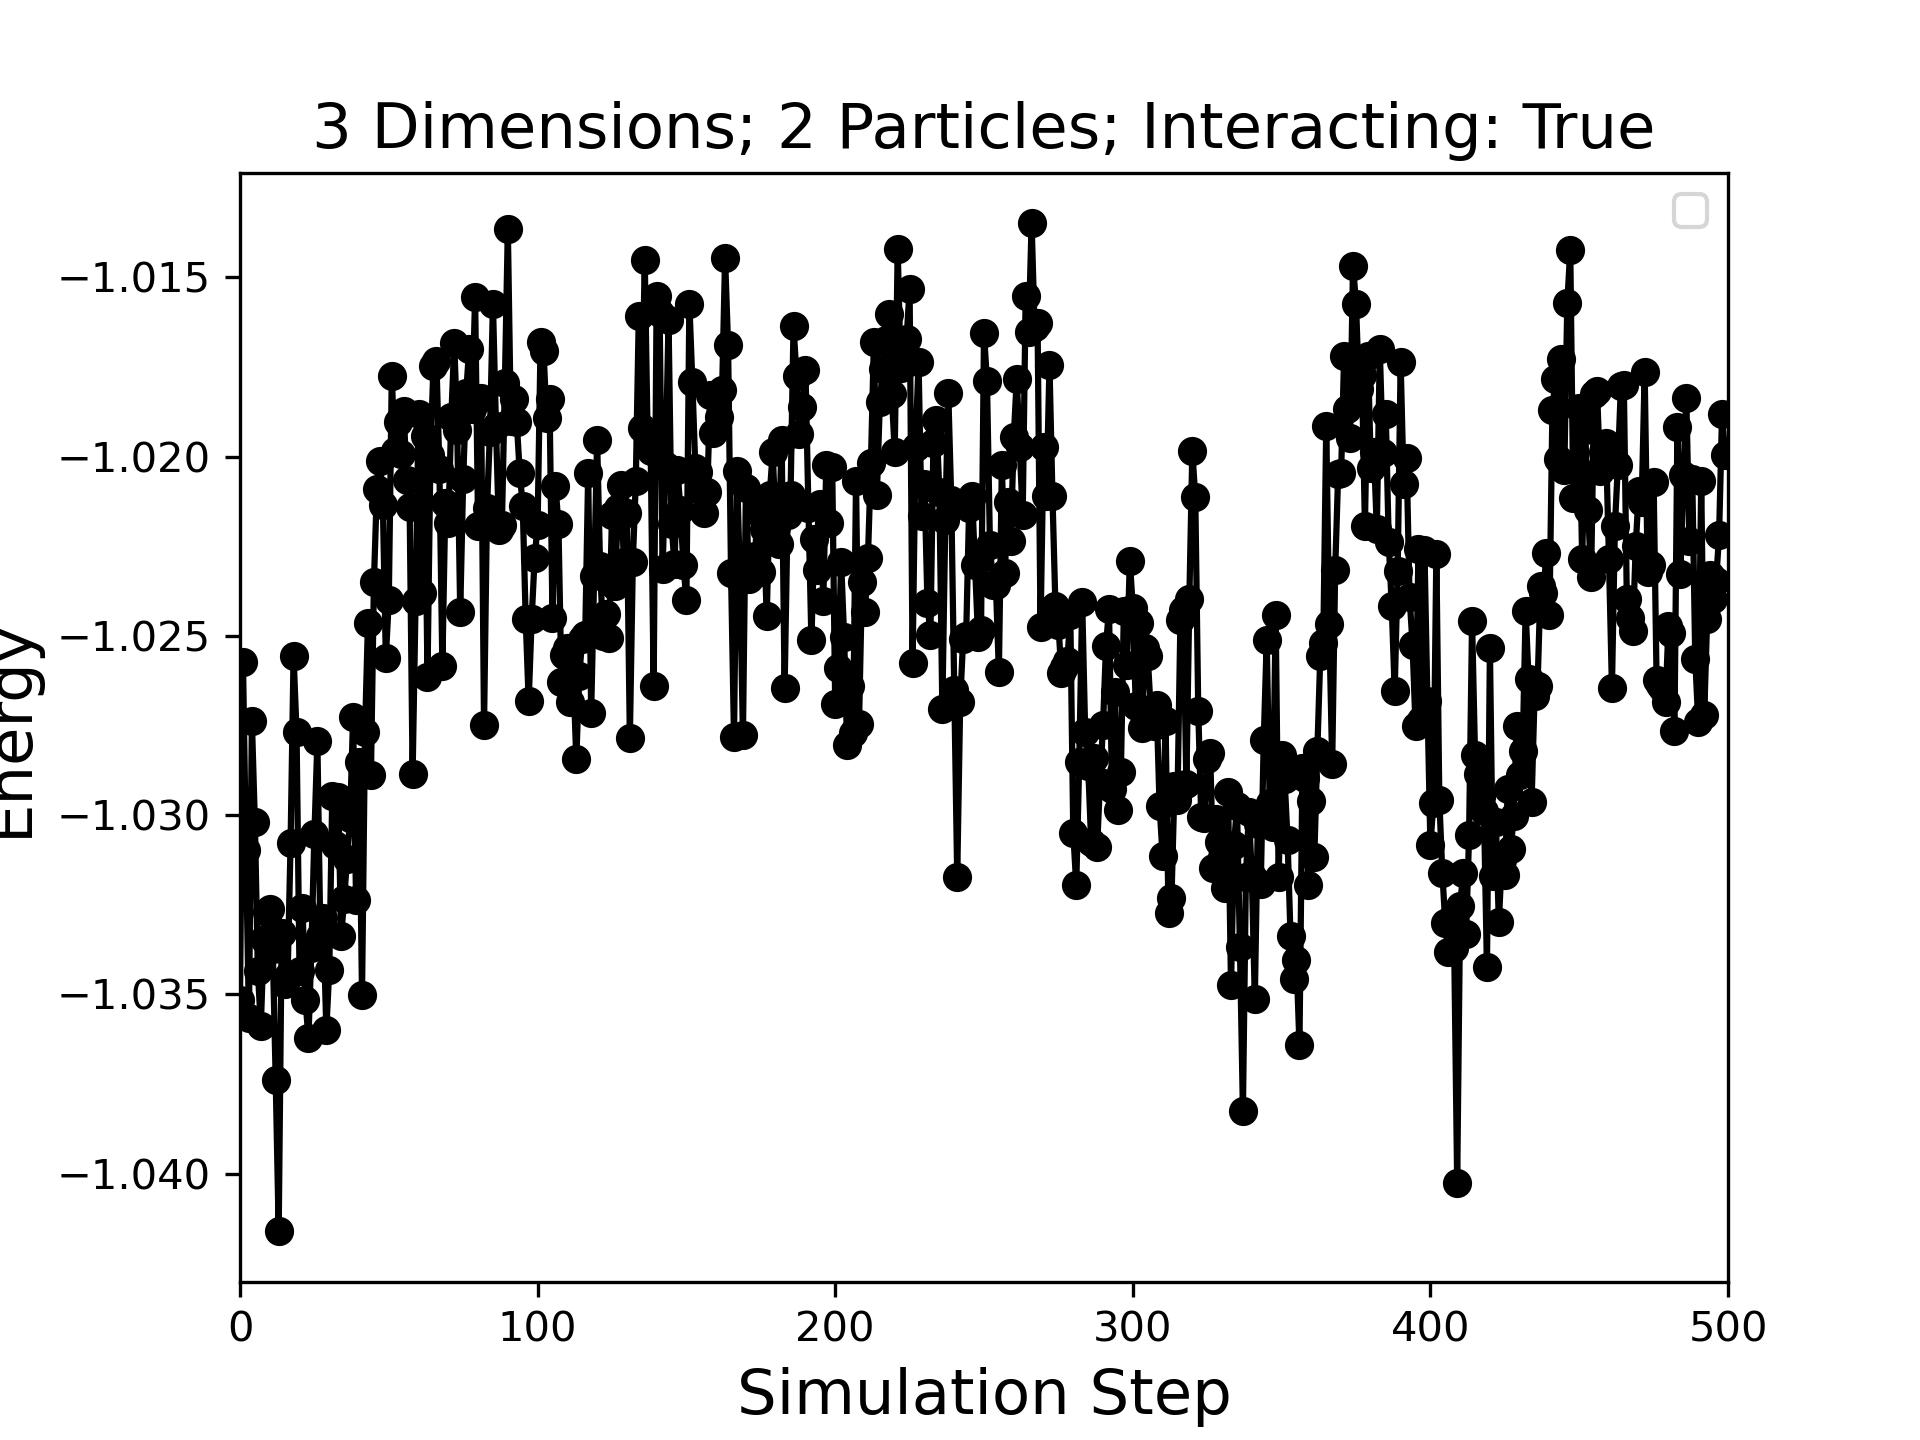 3 Dimensions; 2 Particles; Interacting: True
−1.015
−1.020
−1.025
−1.030
−1.035
−1.040
Energy
0 100 200 300 400 500
Simulation Step